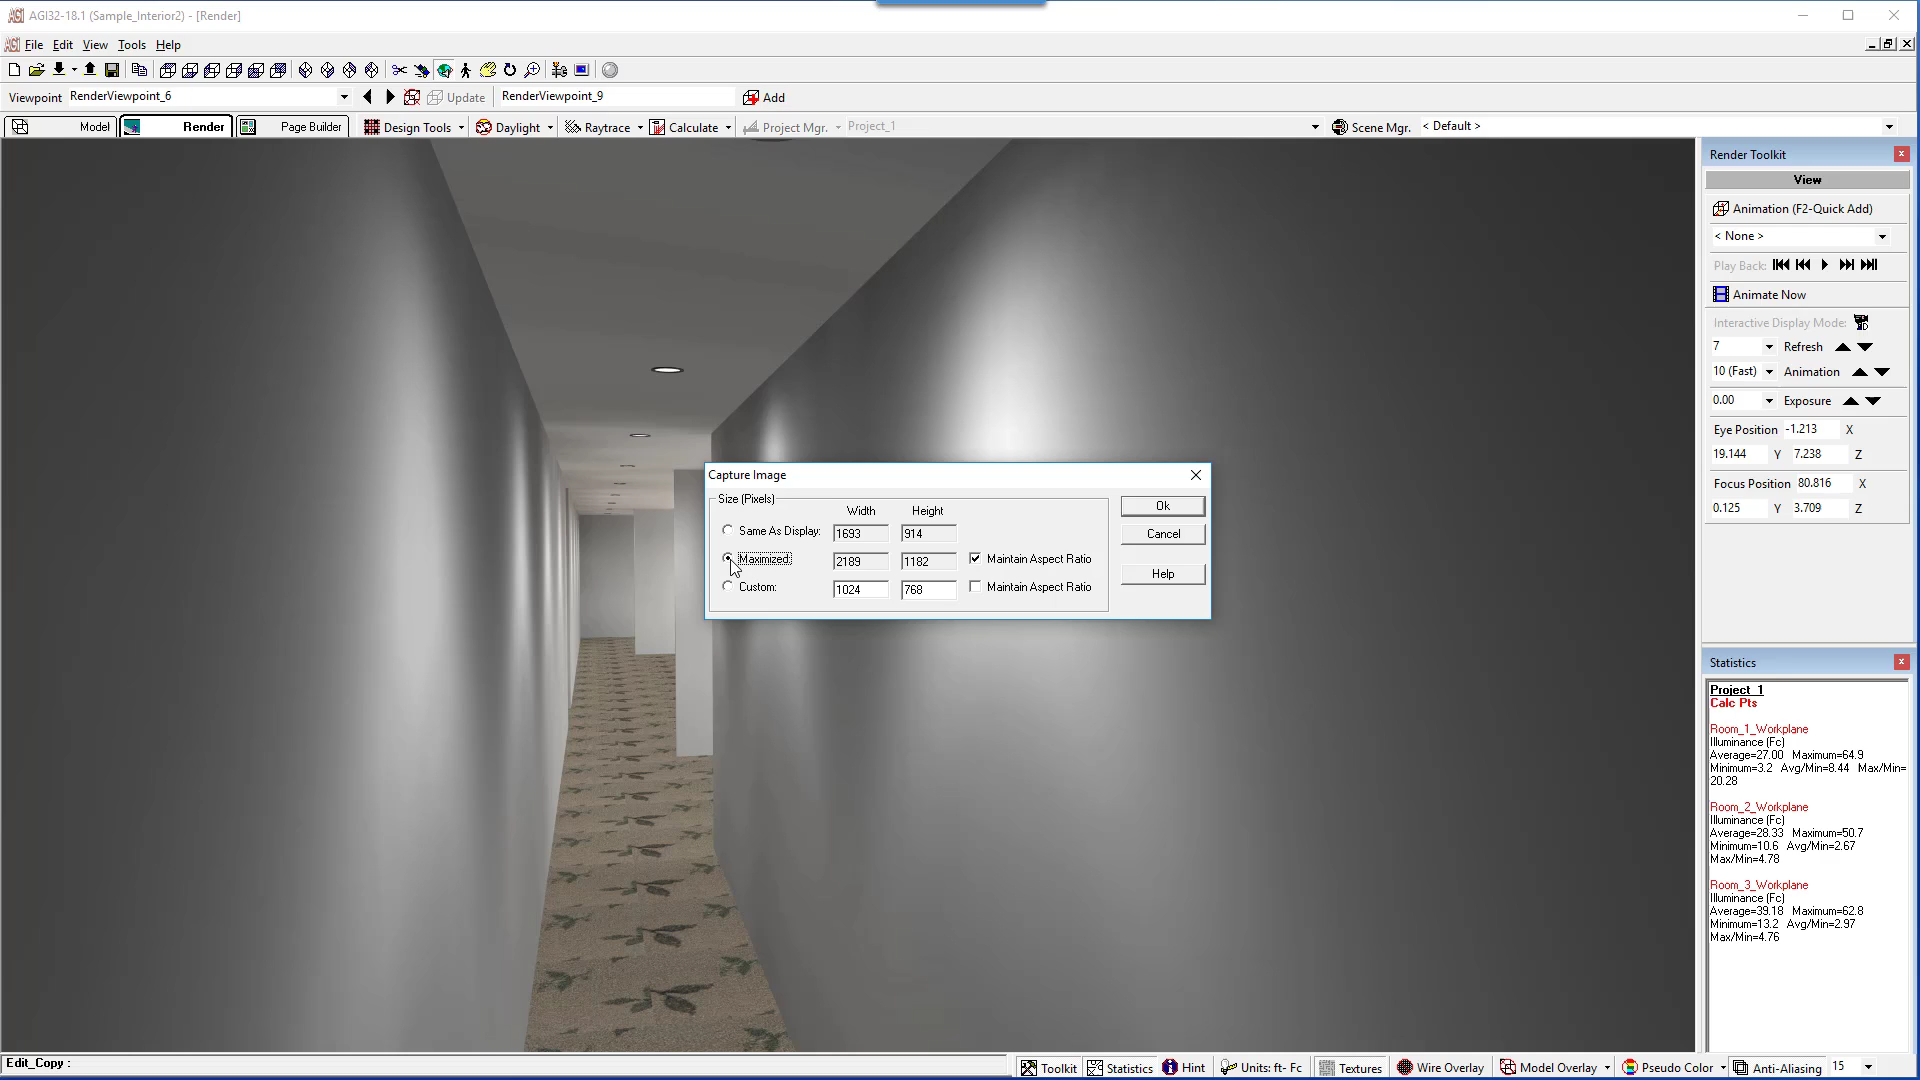 AGI32-18.1 (Sample_Interior2) - [Render]
AGI File Edit View Tools Help
Viewpoint RenderViewpoint_6 Update RenderViewpoint_9 Add
Model Render Page Builder Design Tools Daylight Raytrace Calculate Project Mgr. Project_1 Scene Mgr. < Default >
Render Toolkit
View
Animation (F2-Quick Add)
< None >
Play Back:
Animate Now
Interactive Display Mode:
7 Refresh
10 (Fast) Animation
0.00 Exposure
Eye Position -1.213 X
19.144 Y 7.238 Z
Focus Position 80.816 X
0.125 Y 3.709 Z
Capture Image
Size (Pixels)
Width Height
Same As Display: 1693 914
Maximized: 2189 1182 Maintain Aspect Ratio
Custom: 1024 768 Maintain Aspect Ratio
Ok
Cancel
Help
Statistics
Project_1
Calc Pts
Room_1_Workplane
Illuminance (Fc)
Average=27.00 Maximum=64.9
Minimum=3.2 Avg/Min=8.44 Max/Min=
20.28
Room_2_Workplane
Illuminance (Fc)
Average=28.33 Maximum=50.7
Minimum=10.6 Avg/Min=2.67
Max/Min=4.78
Room_3_Workplane
Illuminance (Fc)
Average=39.18 Maximum=62.8
Minimum=13.2 Avg/Min=2.97
Max/Min=4.76
Edit_Copy :
Toolkit Statistics Hint Units: ft- Fc Textures Wire Overlay Model Overlay Pseudo Color Anti-Aliasing 15